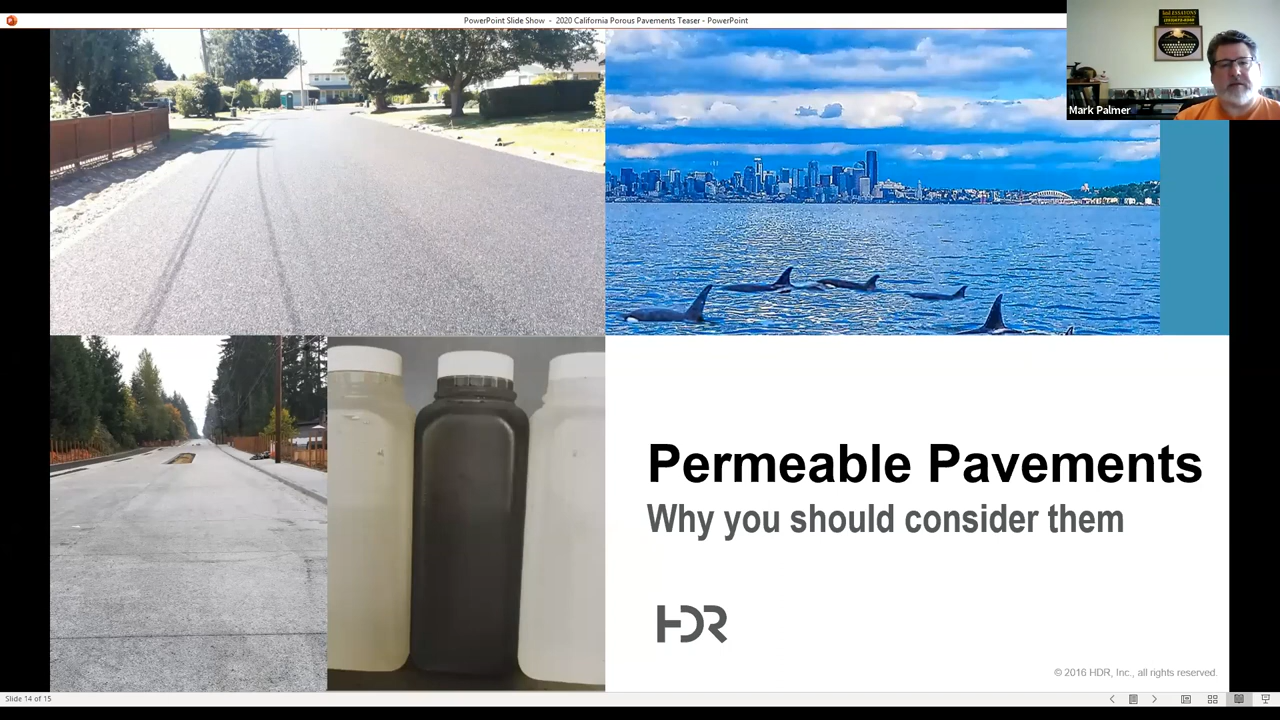 PowerPoint Slide Show - 2020 California Porous Pavements Teaser - PowerPoint
Mark Palmer
Permeable Pavements
Why you should consider them
HDR
© 2016 HDR, Inc., all rights reserved.
Slide 14 of 15